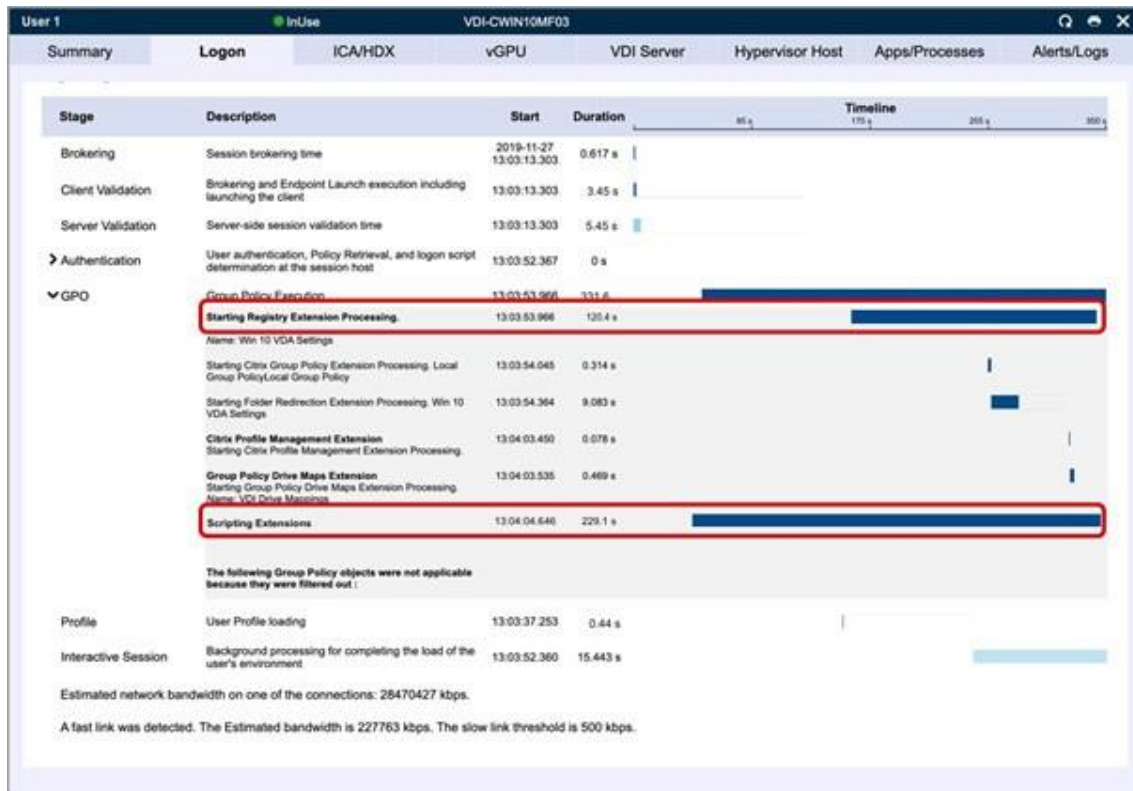 User 1 InUse VDI-CWIN10MF03
Summary Logon ICA/HDX vGPU VDI Server Hypervisor Host Apps/Processes Alerts/Logs
Stage Description Start Duration Timeline
85 s 175 s 265 s 350 s
Brokering Session brokering time 2019-11-27 13:03:13.303 0.617 s
Client Validation Brokering and Endpoint Launch execution including
launching the client 13:03:13.303 3.45 s
Server Validation Server-side session validation time 13:03:13.303 5.45 s
Authentication User authentication, Policy Retrieval, and logon script
determination at the session host 13:03:52.367 0 s
GPO Group Policy Execution 13:03:53.966 331.6
Starting Registry Extension Processing. 13:03:53.966 120.4 s
Name: Win 10 VDA Settings
Starting Citrix Group Policy Extension Processing. Local
Group PolicyLocal Group Policy 13:03:54.045 0.314 s
Starting Folder Redirection Extension Processing. Win 10
VDA Settings 13:03:54.364 9.083 s
Citrix Profile Management Extension
Starting Citrix Profile Management Extension Processing. 13:04:03.450 0.078 s
Group Policy Drive Maps Extension
Starting Group Policy Drive Maps Extension Processing. 13:04:03.535 0.469 s
Name: VDI Drive Mappings
Scripting Extensions 13:04:04.646 229.1 s
The following Group Policy objects were not applicable
because they were filtered out :
Profile User Profile loading 13:03:37.253 0.44 s
Interactive Session Background processing for completing the load of the
user's environment 13:03:52.360 15.443 s
Estimated network bandwidth on one of the connections: 28470427 kbps.
A fast link was detected. The Estimated bandwidth is 227763 kbps. The slow link threshold is 500 kbps.